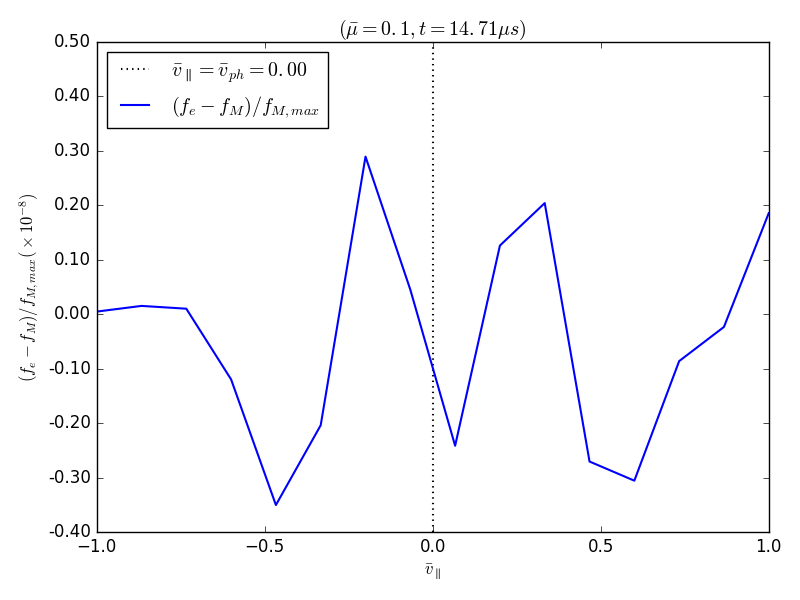 (μ̄ = 0.1, t = 14.71μs)
v̄∥ = v̄ph = 0.00
(fe − fM)/fM,max
0.50
0.40
0.30
0.20
0.10
0.00
-0.10
-0.20
-0.30
-0.40
(fe − fM)/fM,max(×10⁻⁸)
−1.0 −0.5 0.0 0.5 1.0
v̄∥